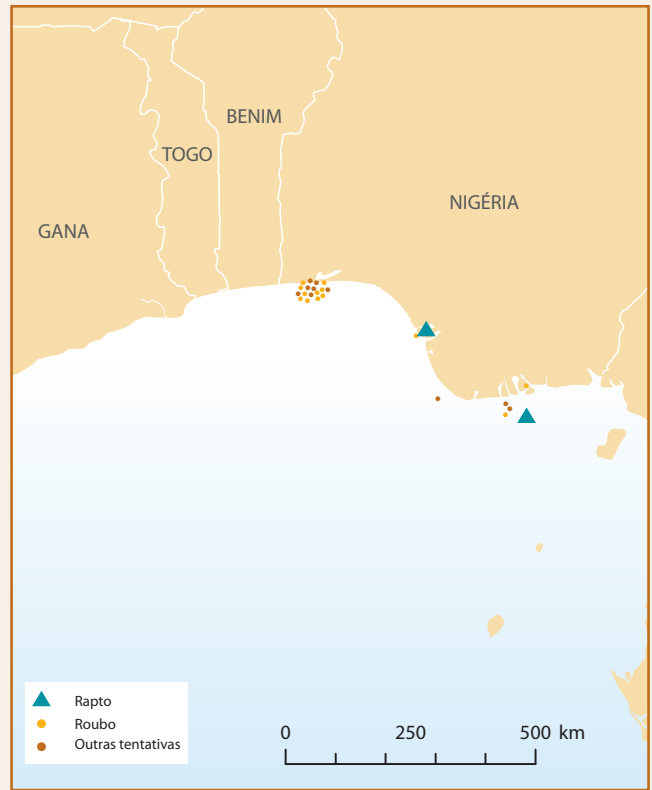 BENIM
TOGO
NIGÉRIA
GANA
Rapto
Roubo
Outras tentativas
0 250 500 km